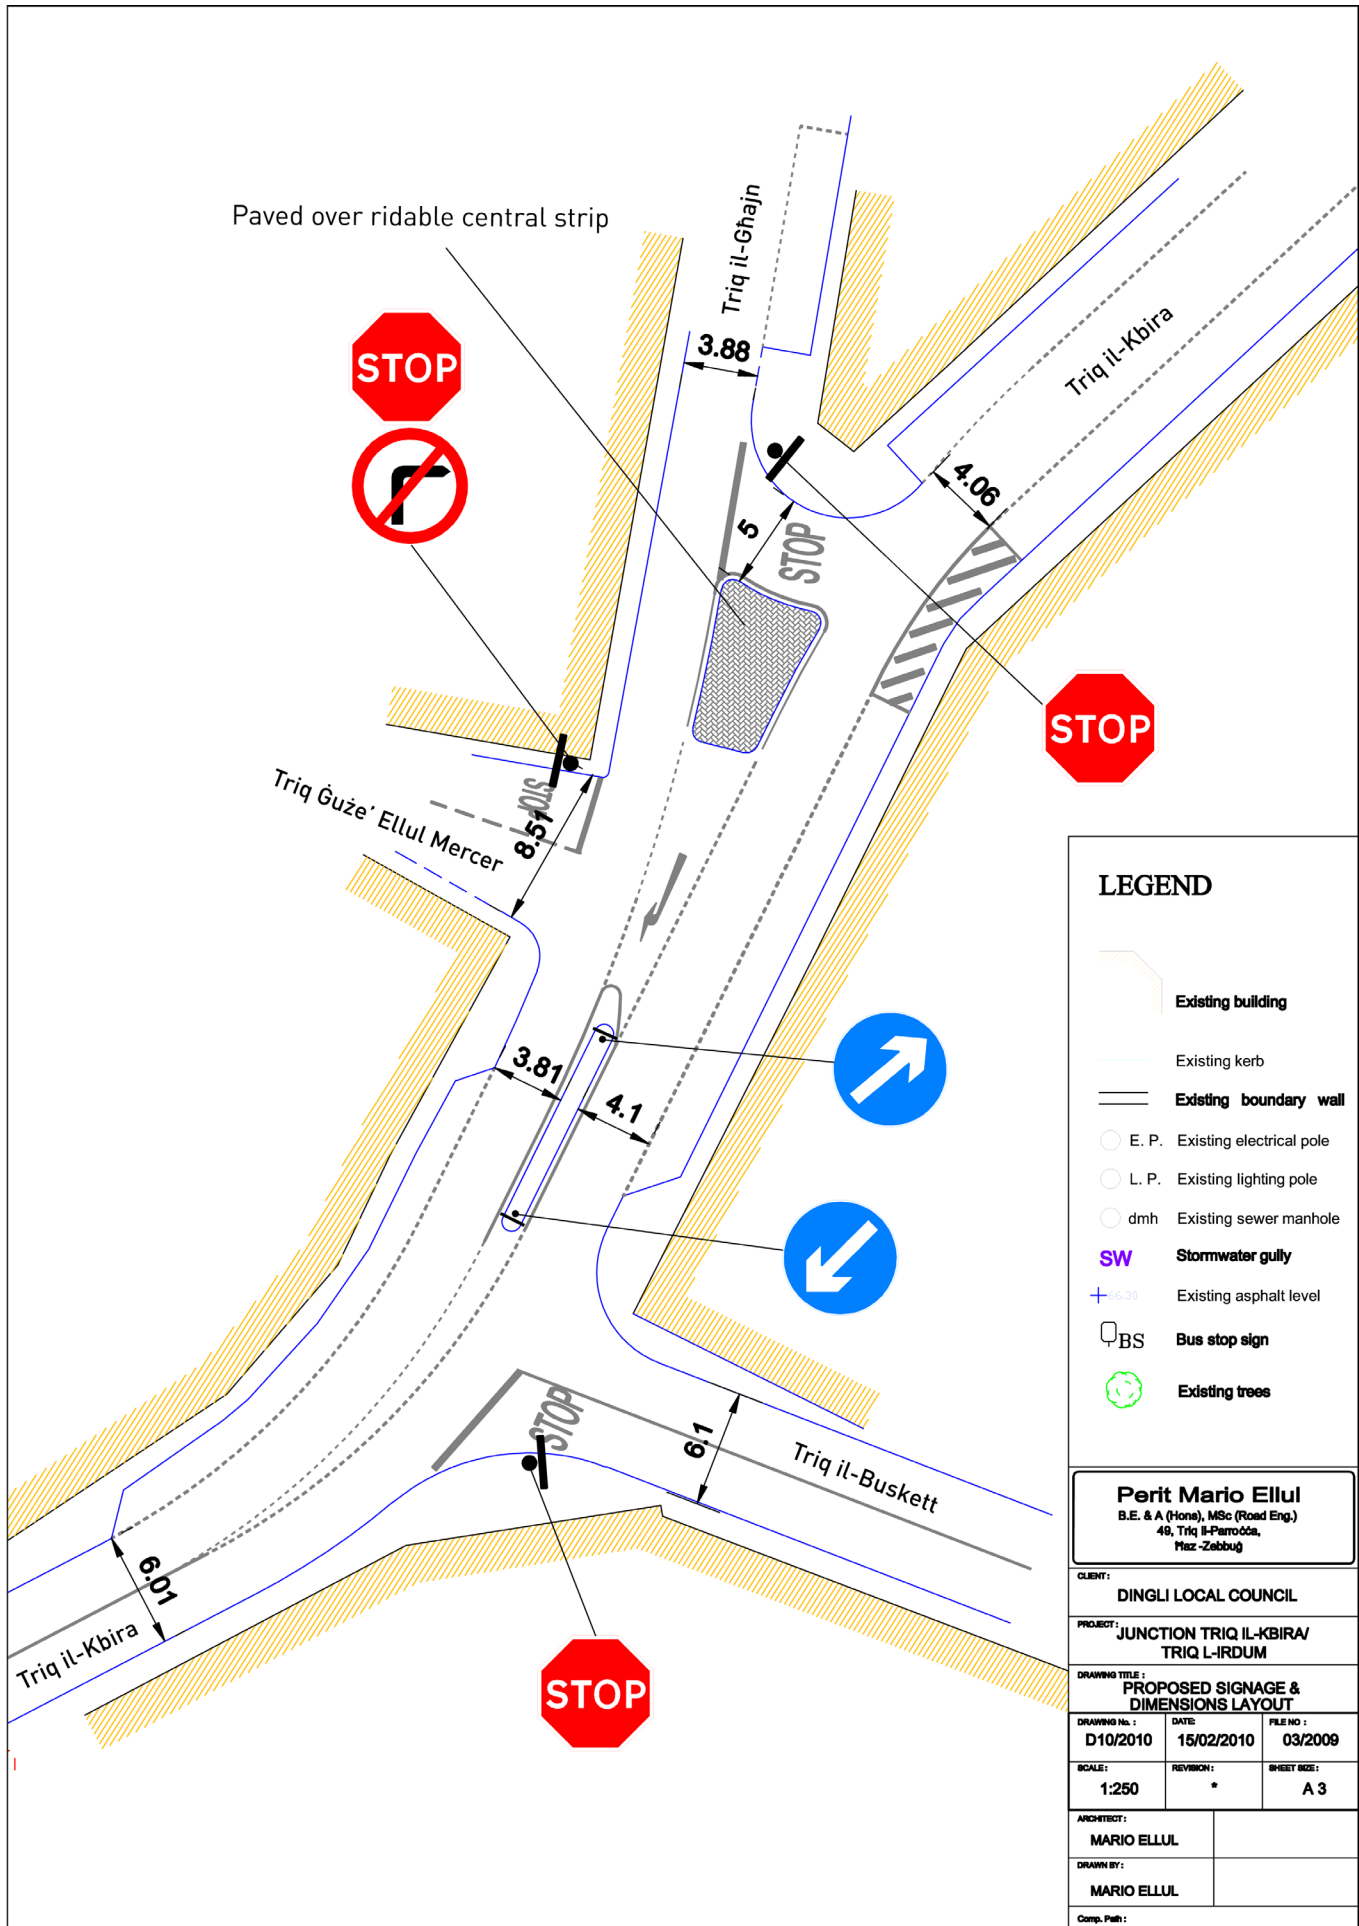 Paved over ridable central strip
Triq il-Għajn
3.88
STOP
Triq il-Kbira
4.06
5
STOP
STOP
STOP
Triq Ġuże' Ellul Mercer
8.51
3.81
4.1
STOP
6.1
Triq il-Buskett
6.01
Triq il-Kbira
STOP
LEGEND
Existing building
Existing kerb
Existing boundary wall
E. P. Existing electrical pole
L. P. Existing lighting pole
dmh Existing sewer manhole
SW Stormwater gully
66.30 Existing asphalt level
BS Bus stop sign
Existing trees
Perit Mario Ellul
B.E. & A (Hons), MSc (Road Eng.)
49, Triq il-Parroċċa,
Ħaz -Zebbuġ
CLIENT :
DINGLI LOCAL COUNCIL
PROJECT :
JUNCTION TRIQ IL-KBIRA/
TRIQ L-IRDUM
DRAWING TITLE :
PROPOSED SIGNAGE &
DIMENSIONS LAYOUT
DRAWING No. : DATE: FILE NO :
D10/2010 15/02/2010 03/2009
SCALE : REVISION : SHEET SIZE :
1:250 * A 3
ARCHITECT :
MARIO ELLUL
DRAWN BY :
MARIO ELLUL
Comp. Path :